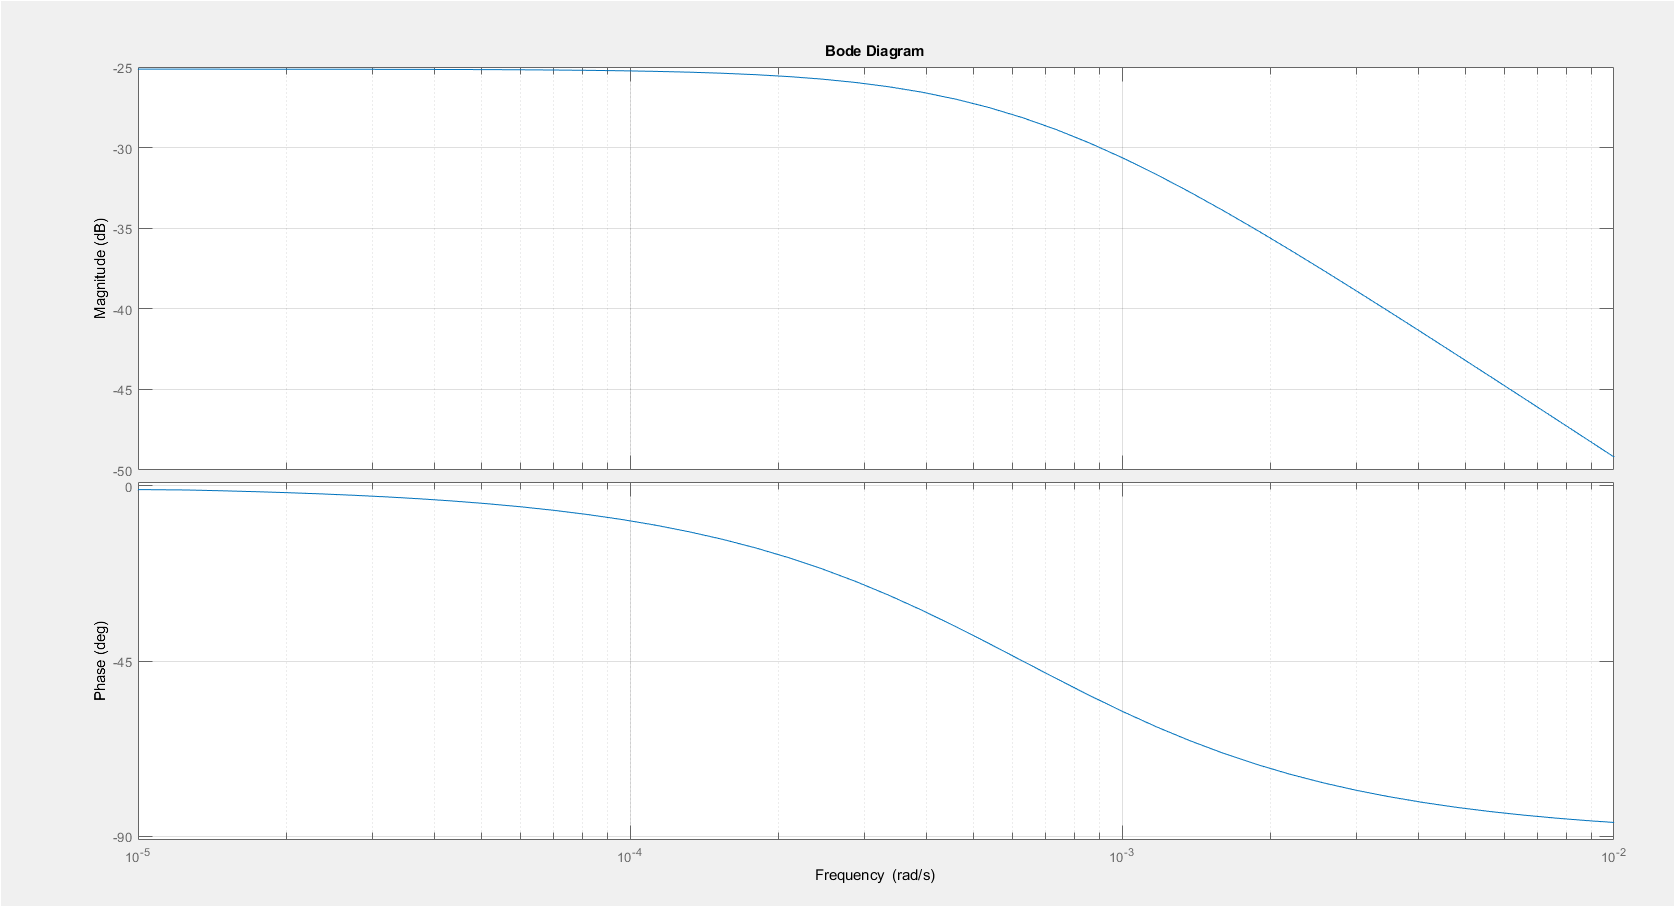 Bode Diagram
-25
-30
-35
-40
-45
-50
Magnitude (dB)
0
-45
-90
Phase (deg)
10^-5 10^-4 10^-3 10^-2
Frequency (rad/s)